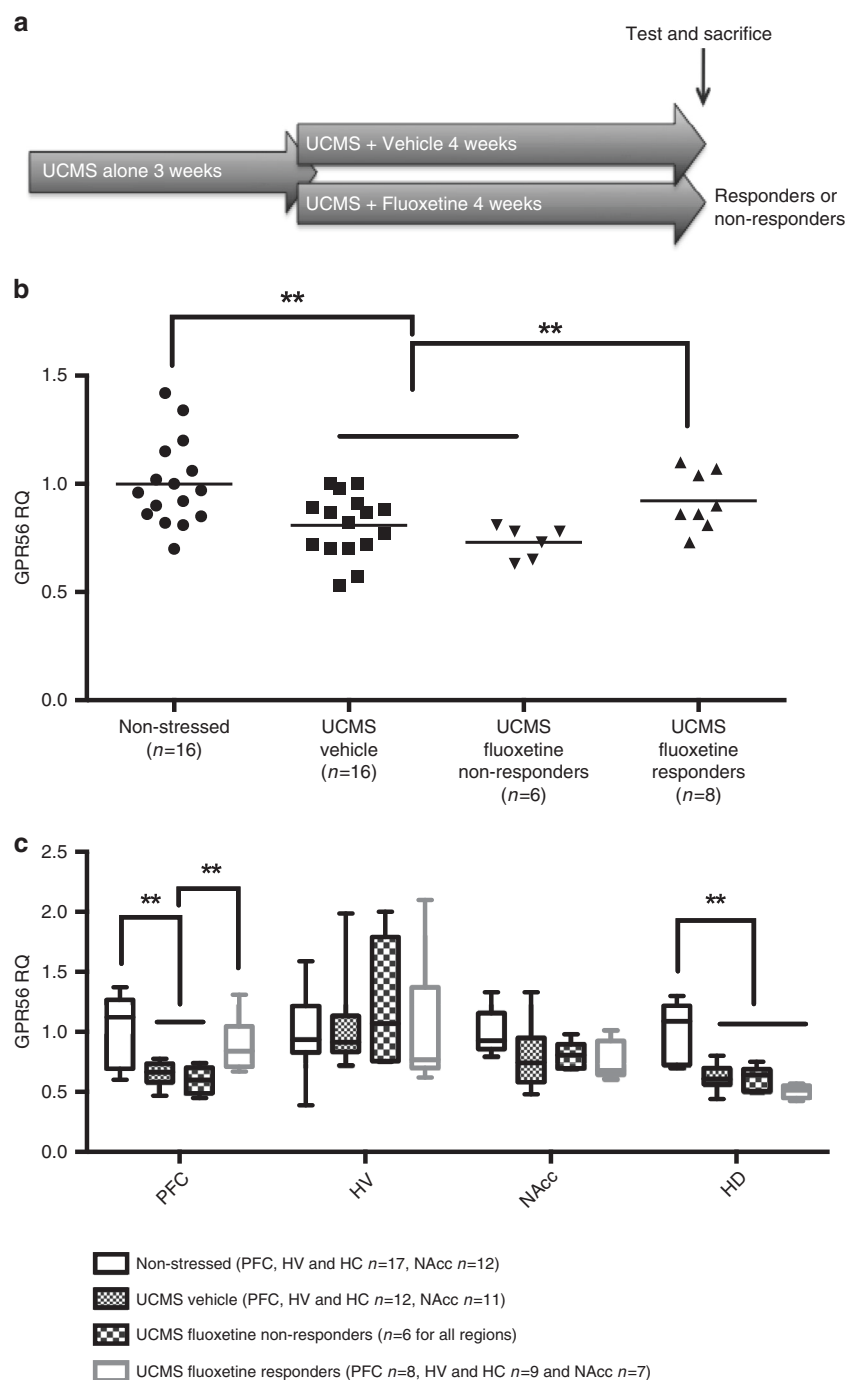 a
Test and sacrifice
UCMS alone 3 weeks
UCMS + Vehicle 4 weeks
UCMS + Fluoxetine 4 weeks
Responders or
non-responders
b
**
**
GPR56 RQ
1.5
1.0
0.5
0.0
Non-stressed
(n=16)
UCMS
vehicle
(n=16)
UCMS
fluoxetine
non-responders
(n=6)
UCMS
fluoxetine
responders
(n=8)
c
GPR56 RQ
2.5
2.0
1.5
1.0
0.5
0.0
**
**
**
PFC
HV
NAcc
HD
Non-stressed (PFC, HV and HC n=17, NAcc n=12)
UCMS vehicle (PFC, HV and HC n=12, NAcc n=11)
UCMS fluoxetine non-responders (n=6 for all regions)
UCMS fluoxetine responders (PFC n=8, HV and HC n=9 and NAcc n=7)